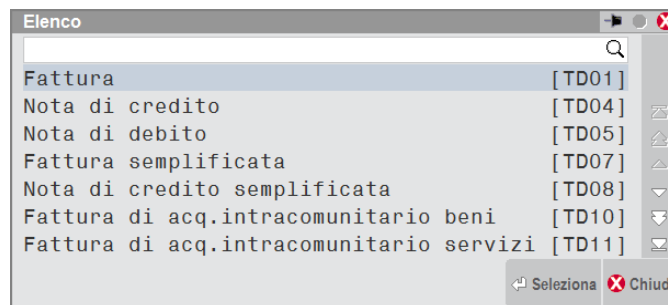 Elenco
Fattura [TD01]
Nota di credito [TD04]
Nota di debito [TD05]
Fattura semplificata [TD07]
Nota di credito semplificata [TD08]
Fattura di acq.intracomunitario beni [TD10]
Fattura di acq.intracomunitario servizi [TD11]
Seleziona Chiud